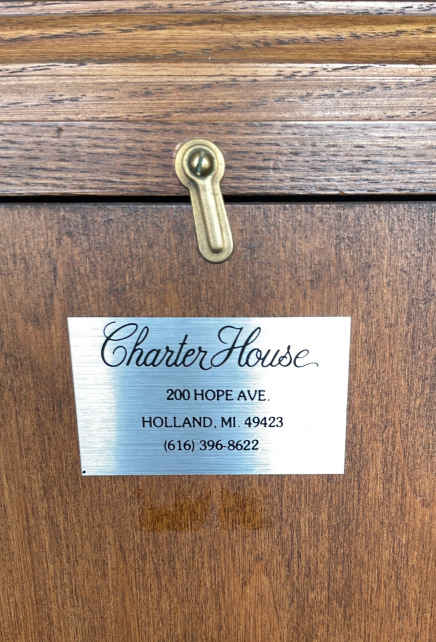 Charter House
200 HOPE AVE.
HOLLAND, MI. 49423
(616) 396-8622